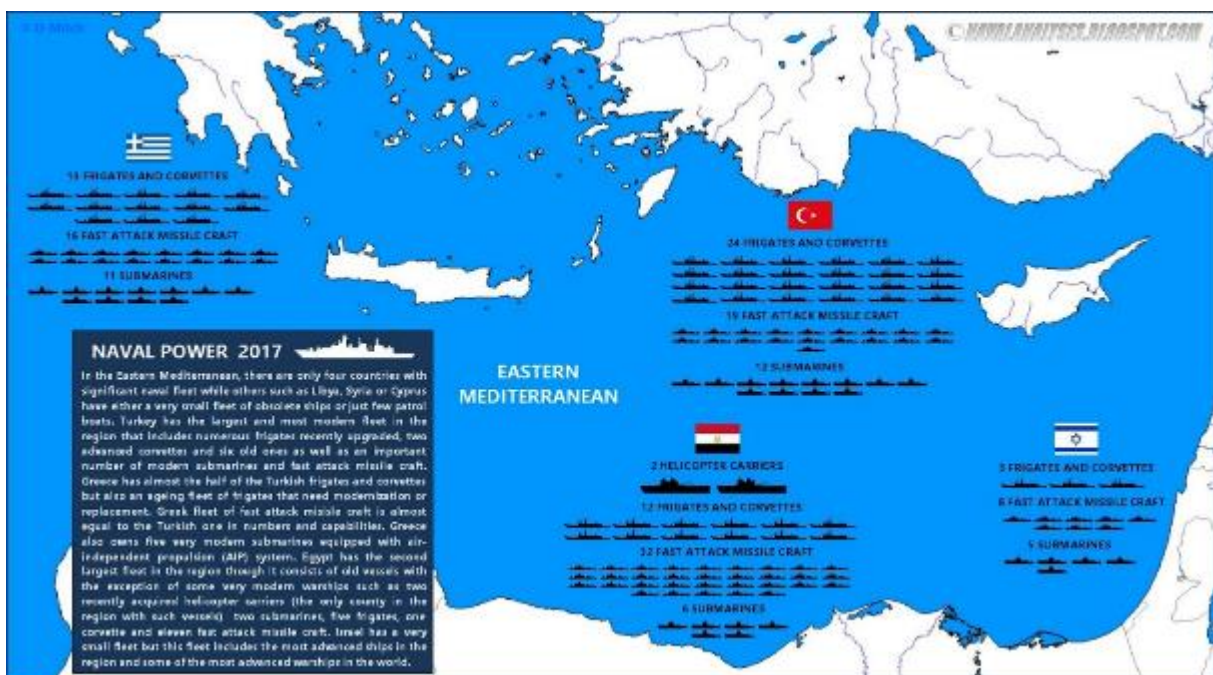 © NAVALANALYSES.BLOGSPOT.COM
13 FRIGATES AND CORVETTES
16 FAST ATTACK MISSILE CRAFT
11 SUBMARINES
24 FRIGATES AND CORVETTES
19 FAST ATTACK MISSILE CRAFT
12 SUBMARINES
NAVAL POWER 2017
In the Eastern Mediterranean, there are only four countries with
significant naval fleet while others such as Libya, Syria or Cyprus
have either a very small fleet of obsolete ships or just few patrol
boats. Turkey has the largest and most modern fleet in the
region that includes numerous frigates recently upgraded, two
advanced corvettes and six old ones as well as an important
number of modern submarines and fast attack missile craft.
Greece has almost the half of the Turkish frigates and corvettes
but also an ageing fleet of frigates that need modernization or
replacement. Greek fleet of fast attack missile craft is almost
equal to the Turkish one in numbers and capabilities. Greece
also owns five very modern submarines equipped with air-
independent propulsion (AIP) system. Egypt has the second
largest fleet in the region though it consists of old vessels with
the exception of some very modern warships such as two
recently acquired helicopter carriers (the only county in the
region with such vessels) two submarines, five frigates, one
corvette and eleven fast attack missile craft. Israel has a very
small fleet but this fleet includes the most advanced ships in the
region and some of the most advanced warships in the world.
EASTERN
MEDITERRANEAN
2 HELICOPTER CARRIERS
12 FRIGATES AND CORVETTES
32 FAST ATTACK MISSILE CRAFT
6 SUBMARINES
3 FRIGATES AND CORVETTES
8 FAST ATTACK MISSILE CRAFT
5 SUBMARINES